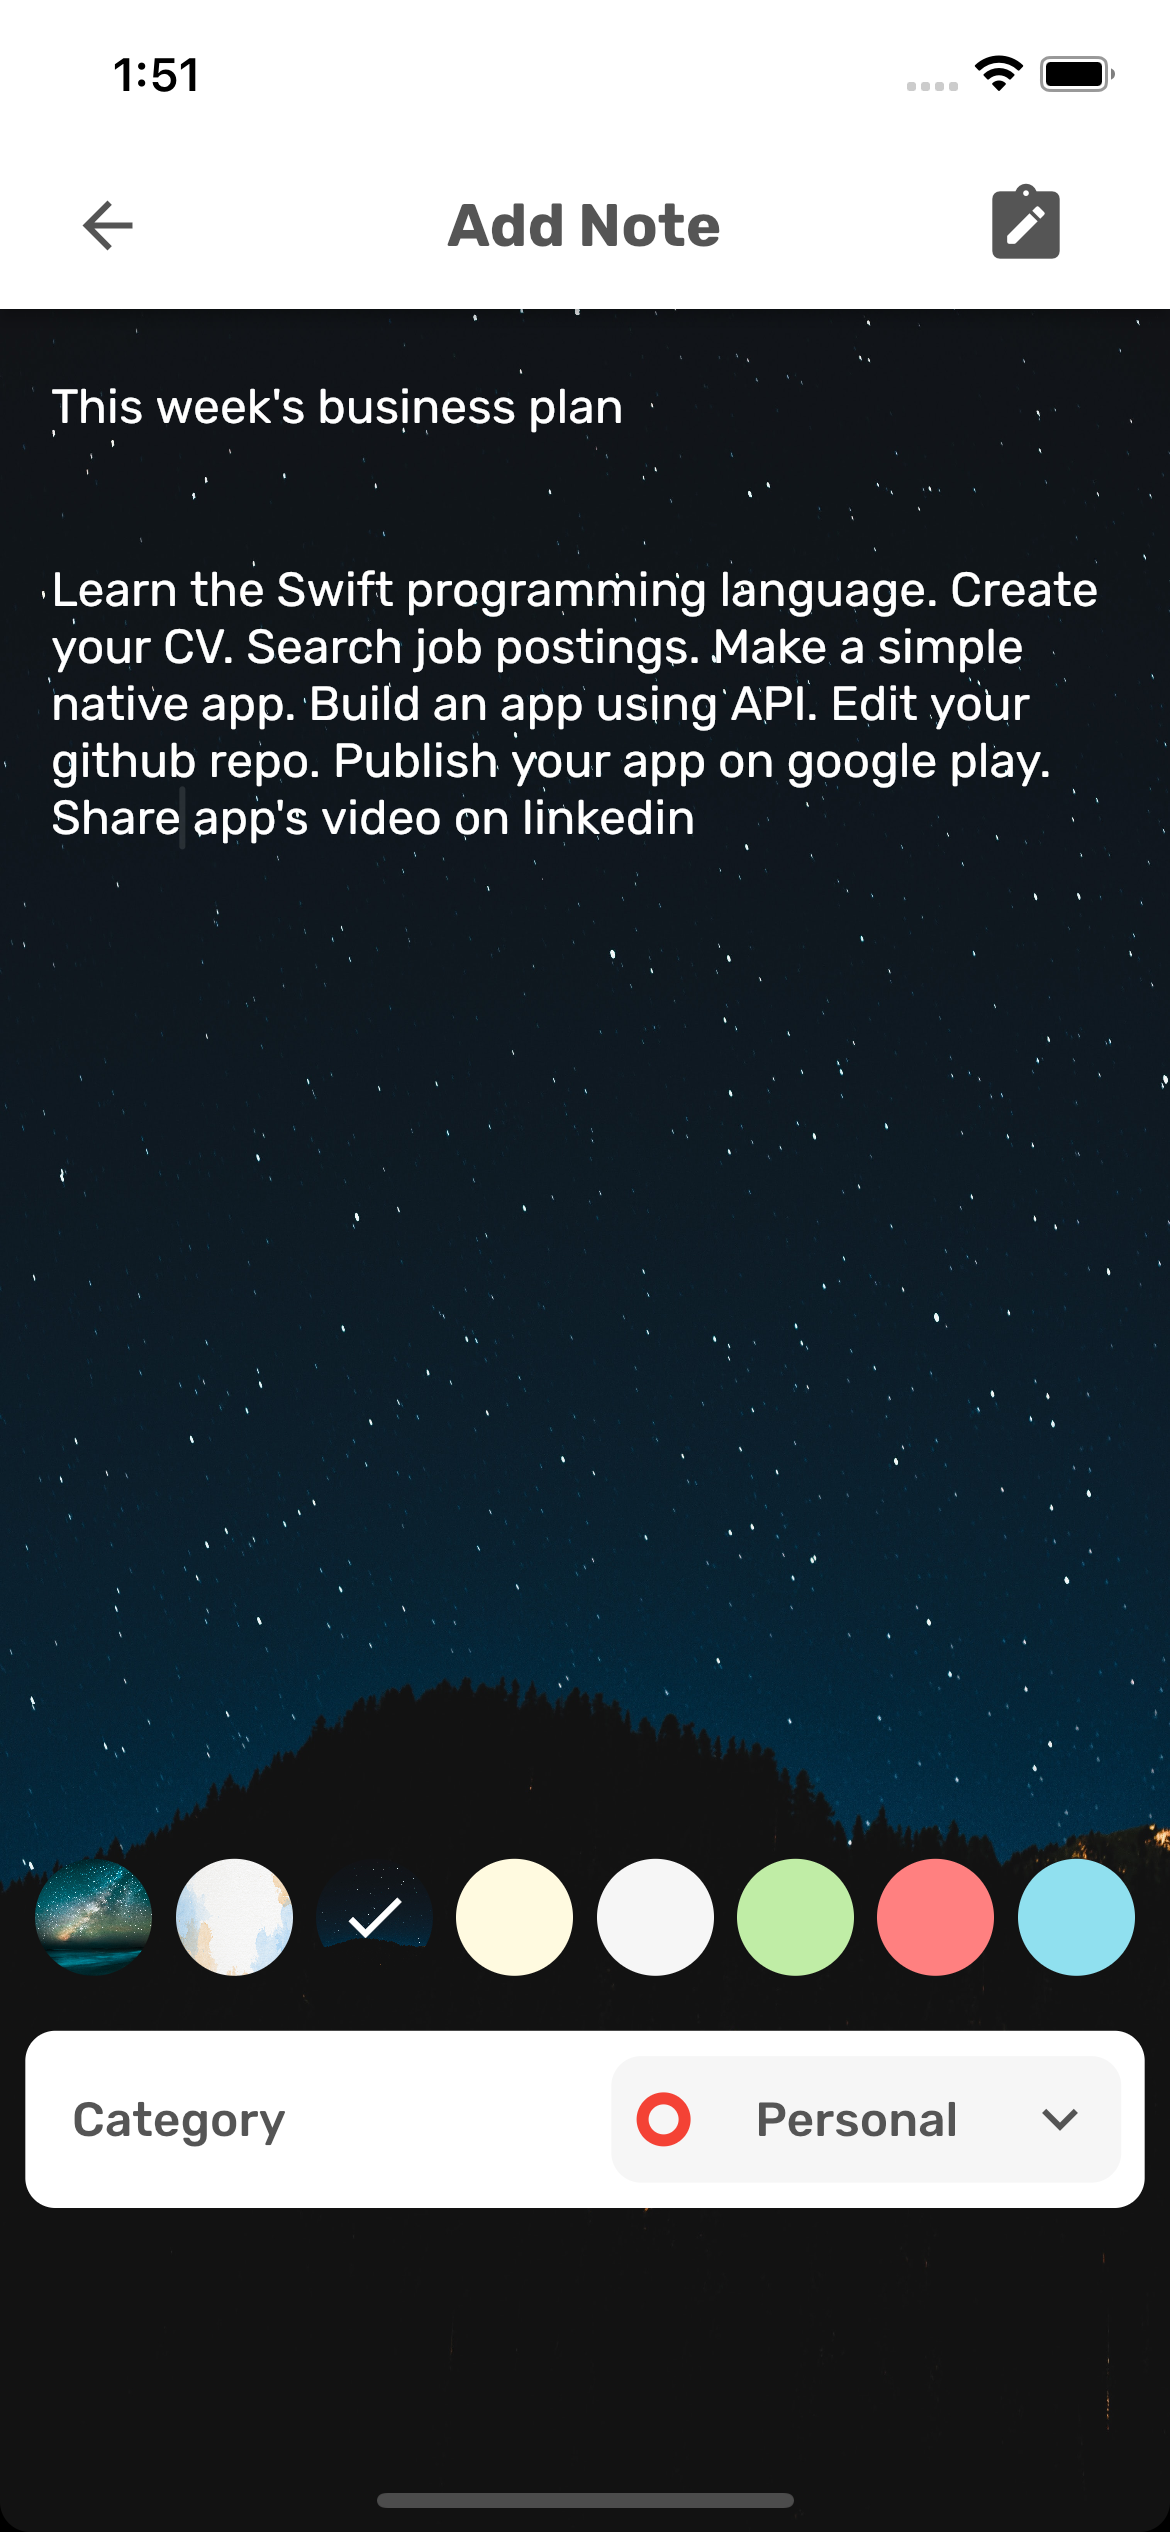 1:51
Add Note
This week's business plan
Learn the Swift programming language. Create
your CV. Search job postings. Make a simple
native app. Build an app using API. Edit your
github repo. Publish your app on google play.
Share app's video on linkedin
Category
Personal